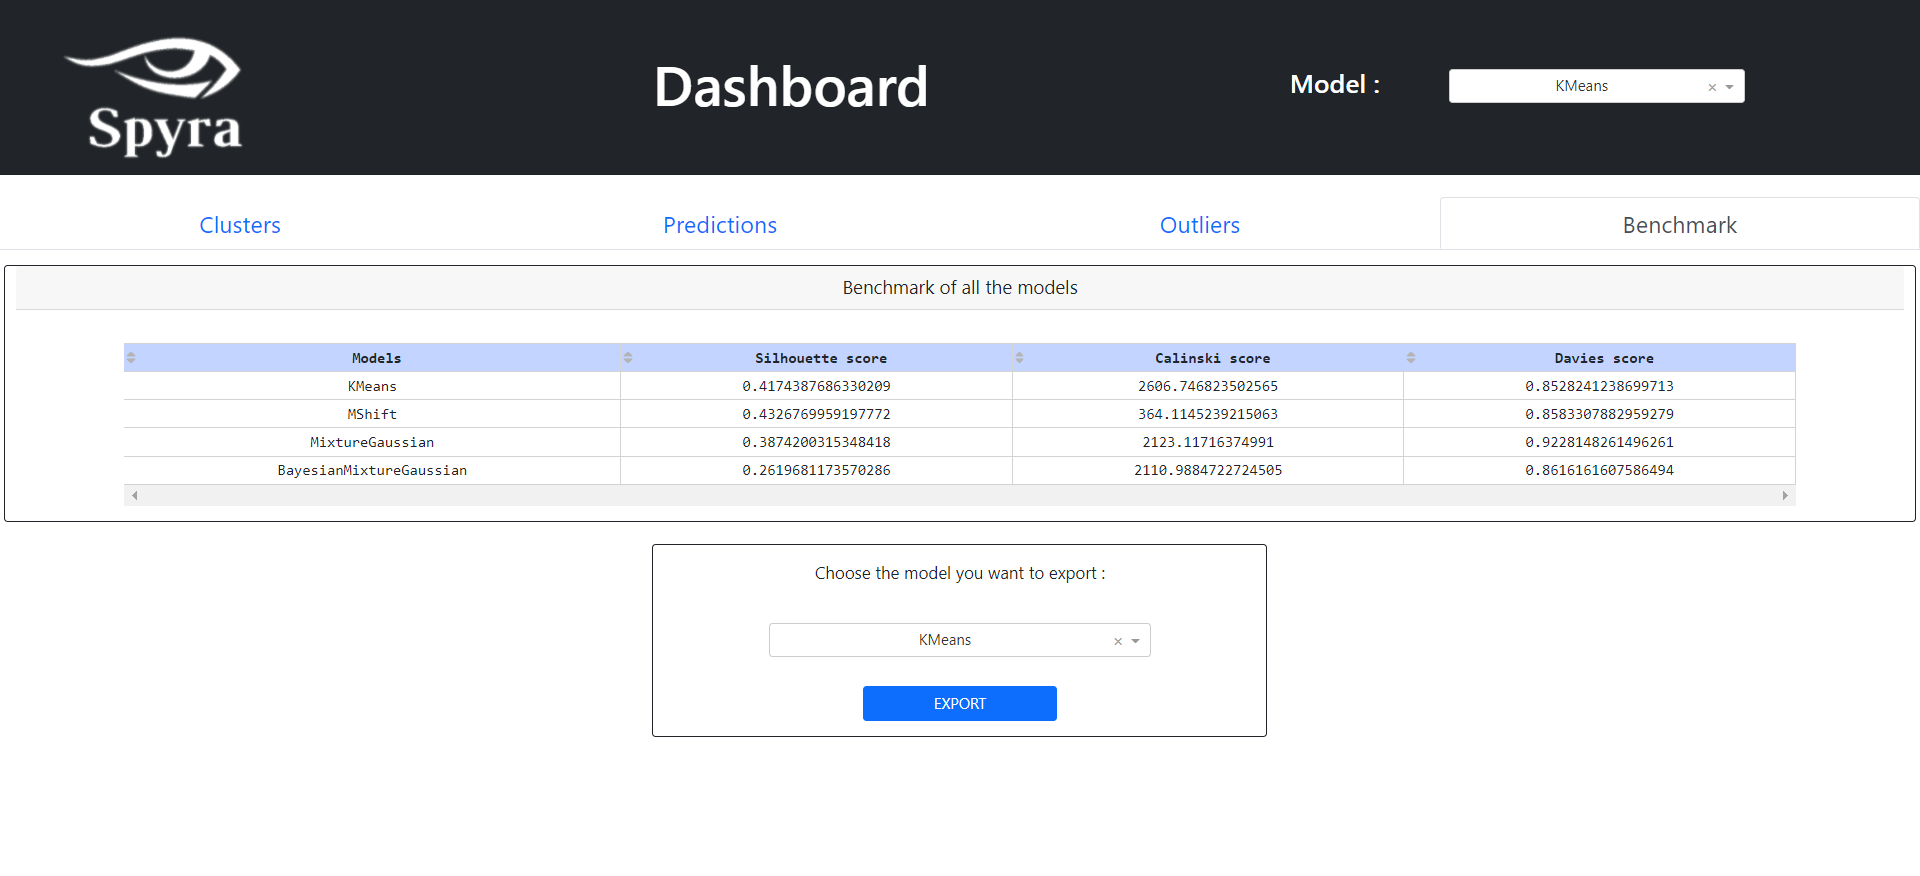 Spyra
Dashboard
Model :
KMeans
Clusters Predictions Outliers Benchmark
Benchmark of all the models
Models Silhouette score Calinski score Davies score
KMeans 0.4174387686330209 2606.746823502565 0.8528241238699713
MShift 0.4326769959197772 364.1145239215063 0.8583307882959279
MixtureGaussian 0.3874200315348418 2123.11716374991 0.9228148261496261
BayesianMixtureGaussian 0.2619681173570286 2110.9884722724505 0.8616161607586494
Choose the model you want to export :
KMeans
EXPORT